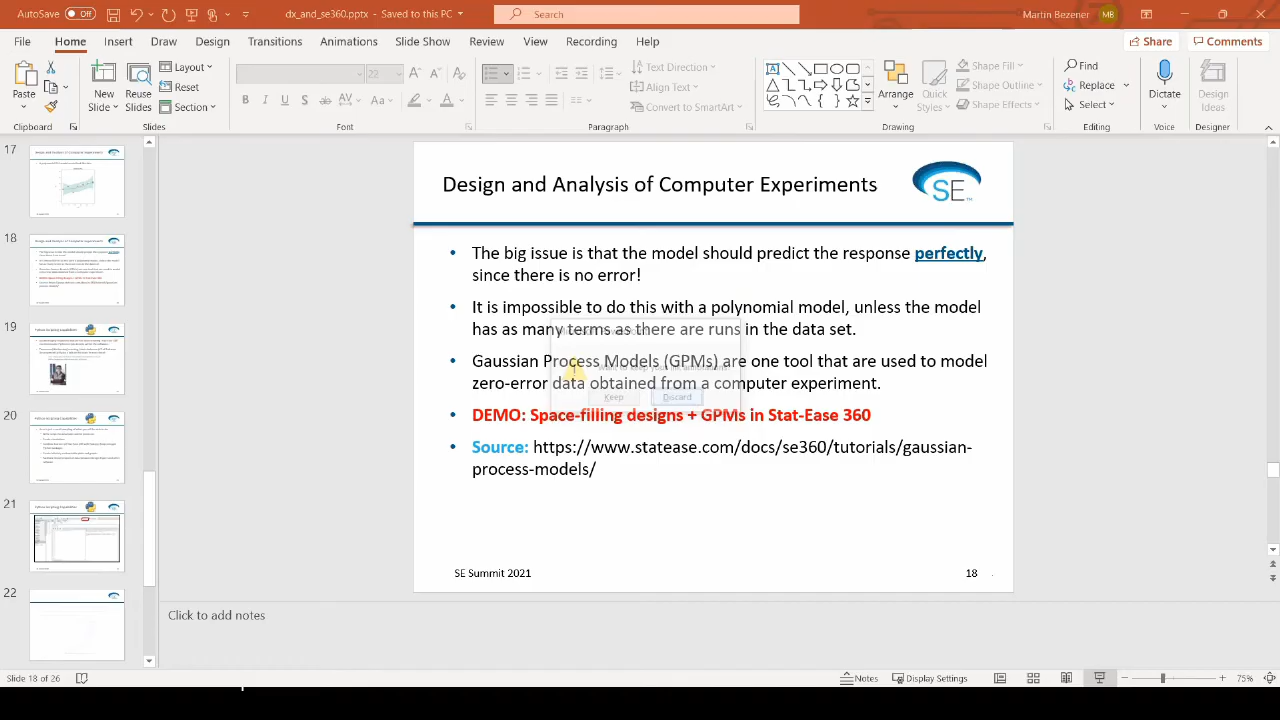 AutoSave Off dx_and_se360.pptx - Saved to this PC Search Martin Bezener MB
File Home Insert Draw Design Transitions Animations Slide Show Review View Recording Help Share Comments
Paste New Slide Reuse Slides Layout Reset Section
22 Text Direction Align Text Convert to SmartArt
Arrange Quick Styles Shape Fill Shape Outline Shape Effects Find Replace Select Dictate Design Ideas
Clipboard Slides Font Paragraph Drawing Editing Voice Designer
17
18
19
20
21
22
Design and Analysis of Computer Experiments
SE
• The big issue is that the model should predict the response perfectly,
since there is no error!
• It is impossible to do this with a polynomial model, unless the model
has as many terms as there are runs in the data set.
• Gaussian Process Models (GPMs) are one tool that are used to model
zero-error data obtained from a computer experiment.
Keep Discard
• DEMO: Space-filling designs + GPMs in Stat-Ease 360
• Source: https://www.statease.com/docs/se360/tutorials/gaussian-
process-models/
SE Summit 2021 18
Click to add notes
Slide 18 of 26 Notes Display Settings 75%